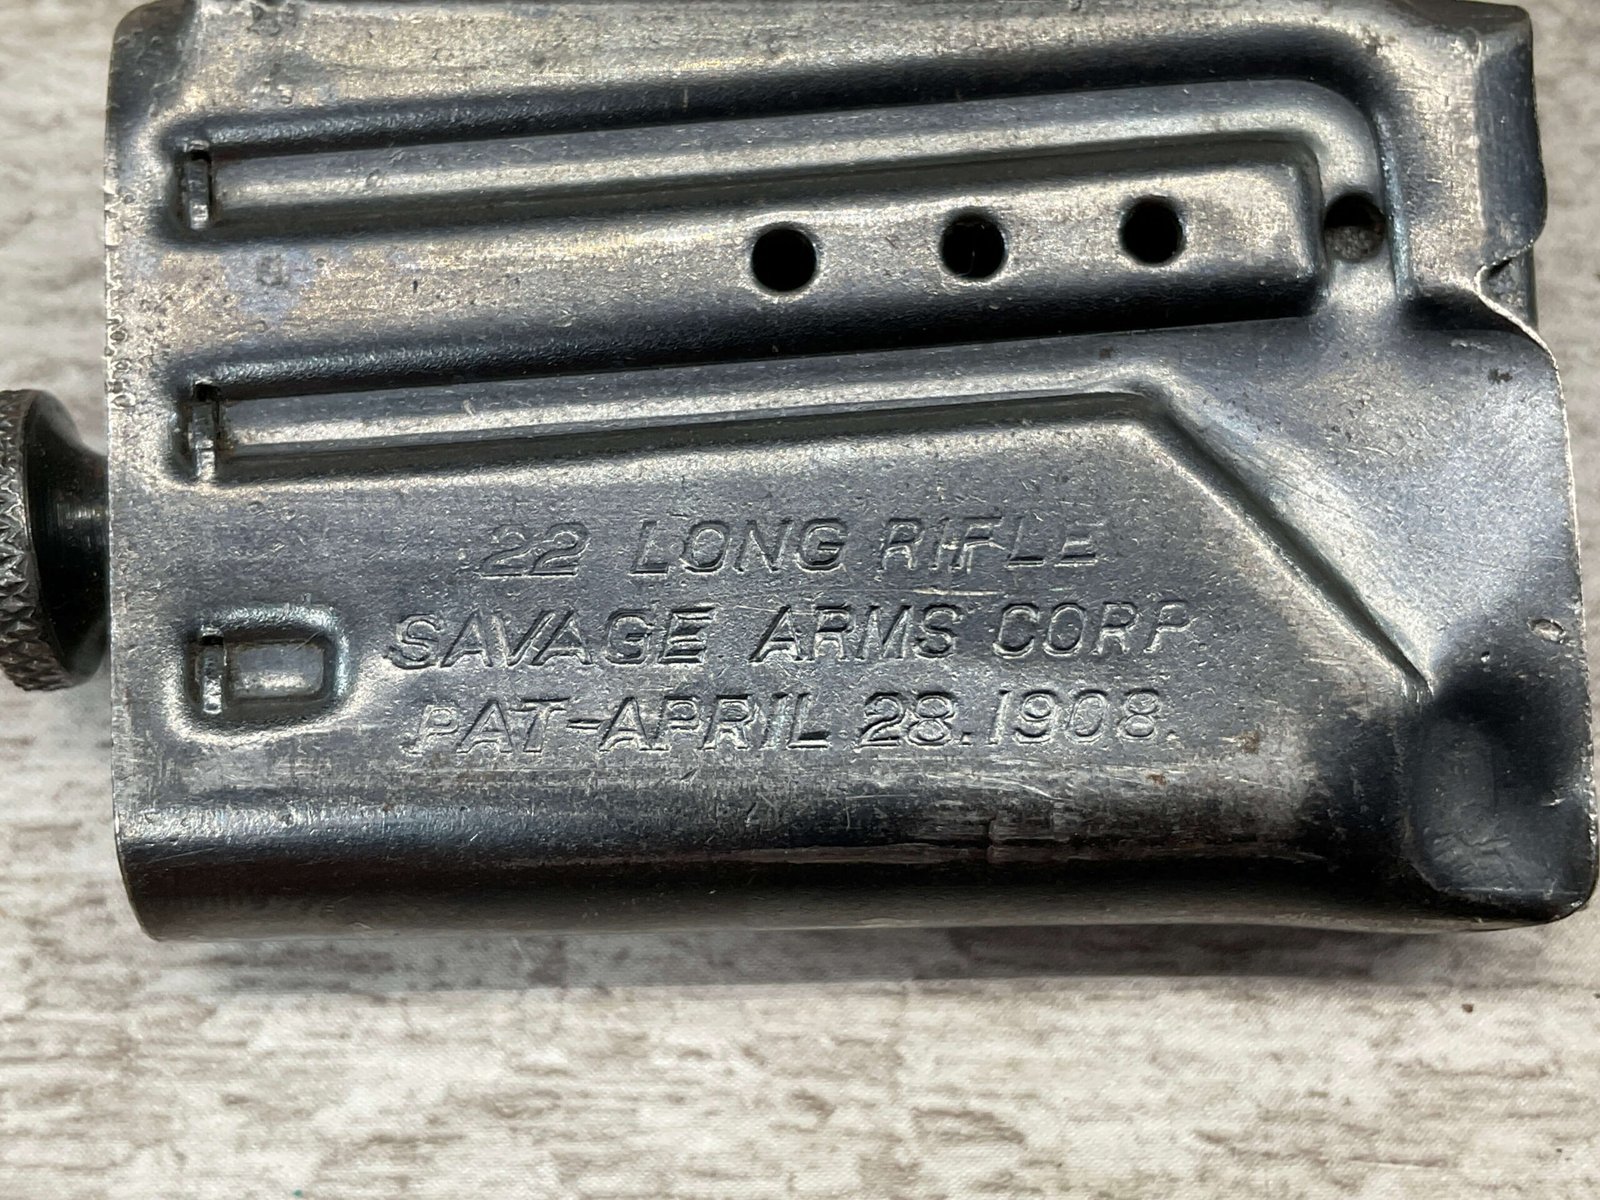 22 LONG RIFLE
SAVAGE ARMS CORP.
PAT-APRIL 28.1908.